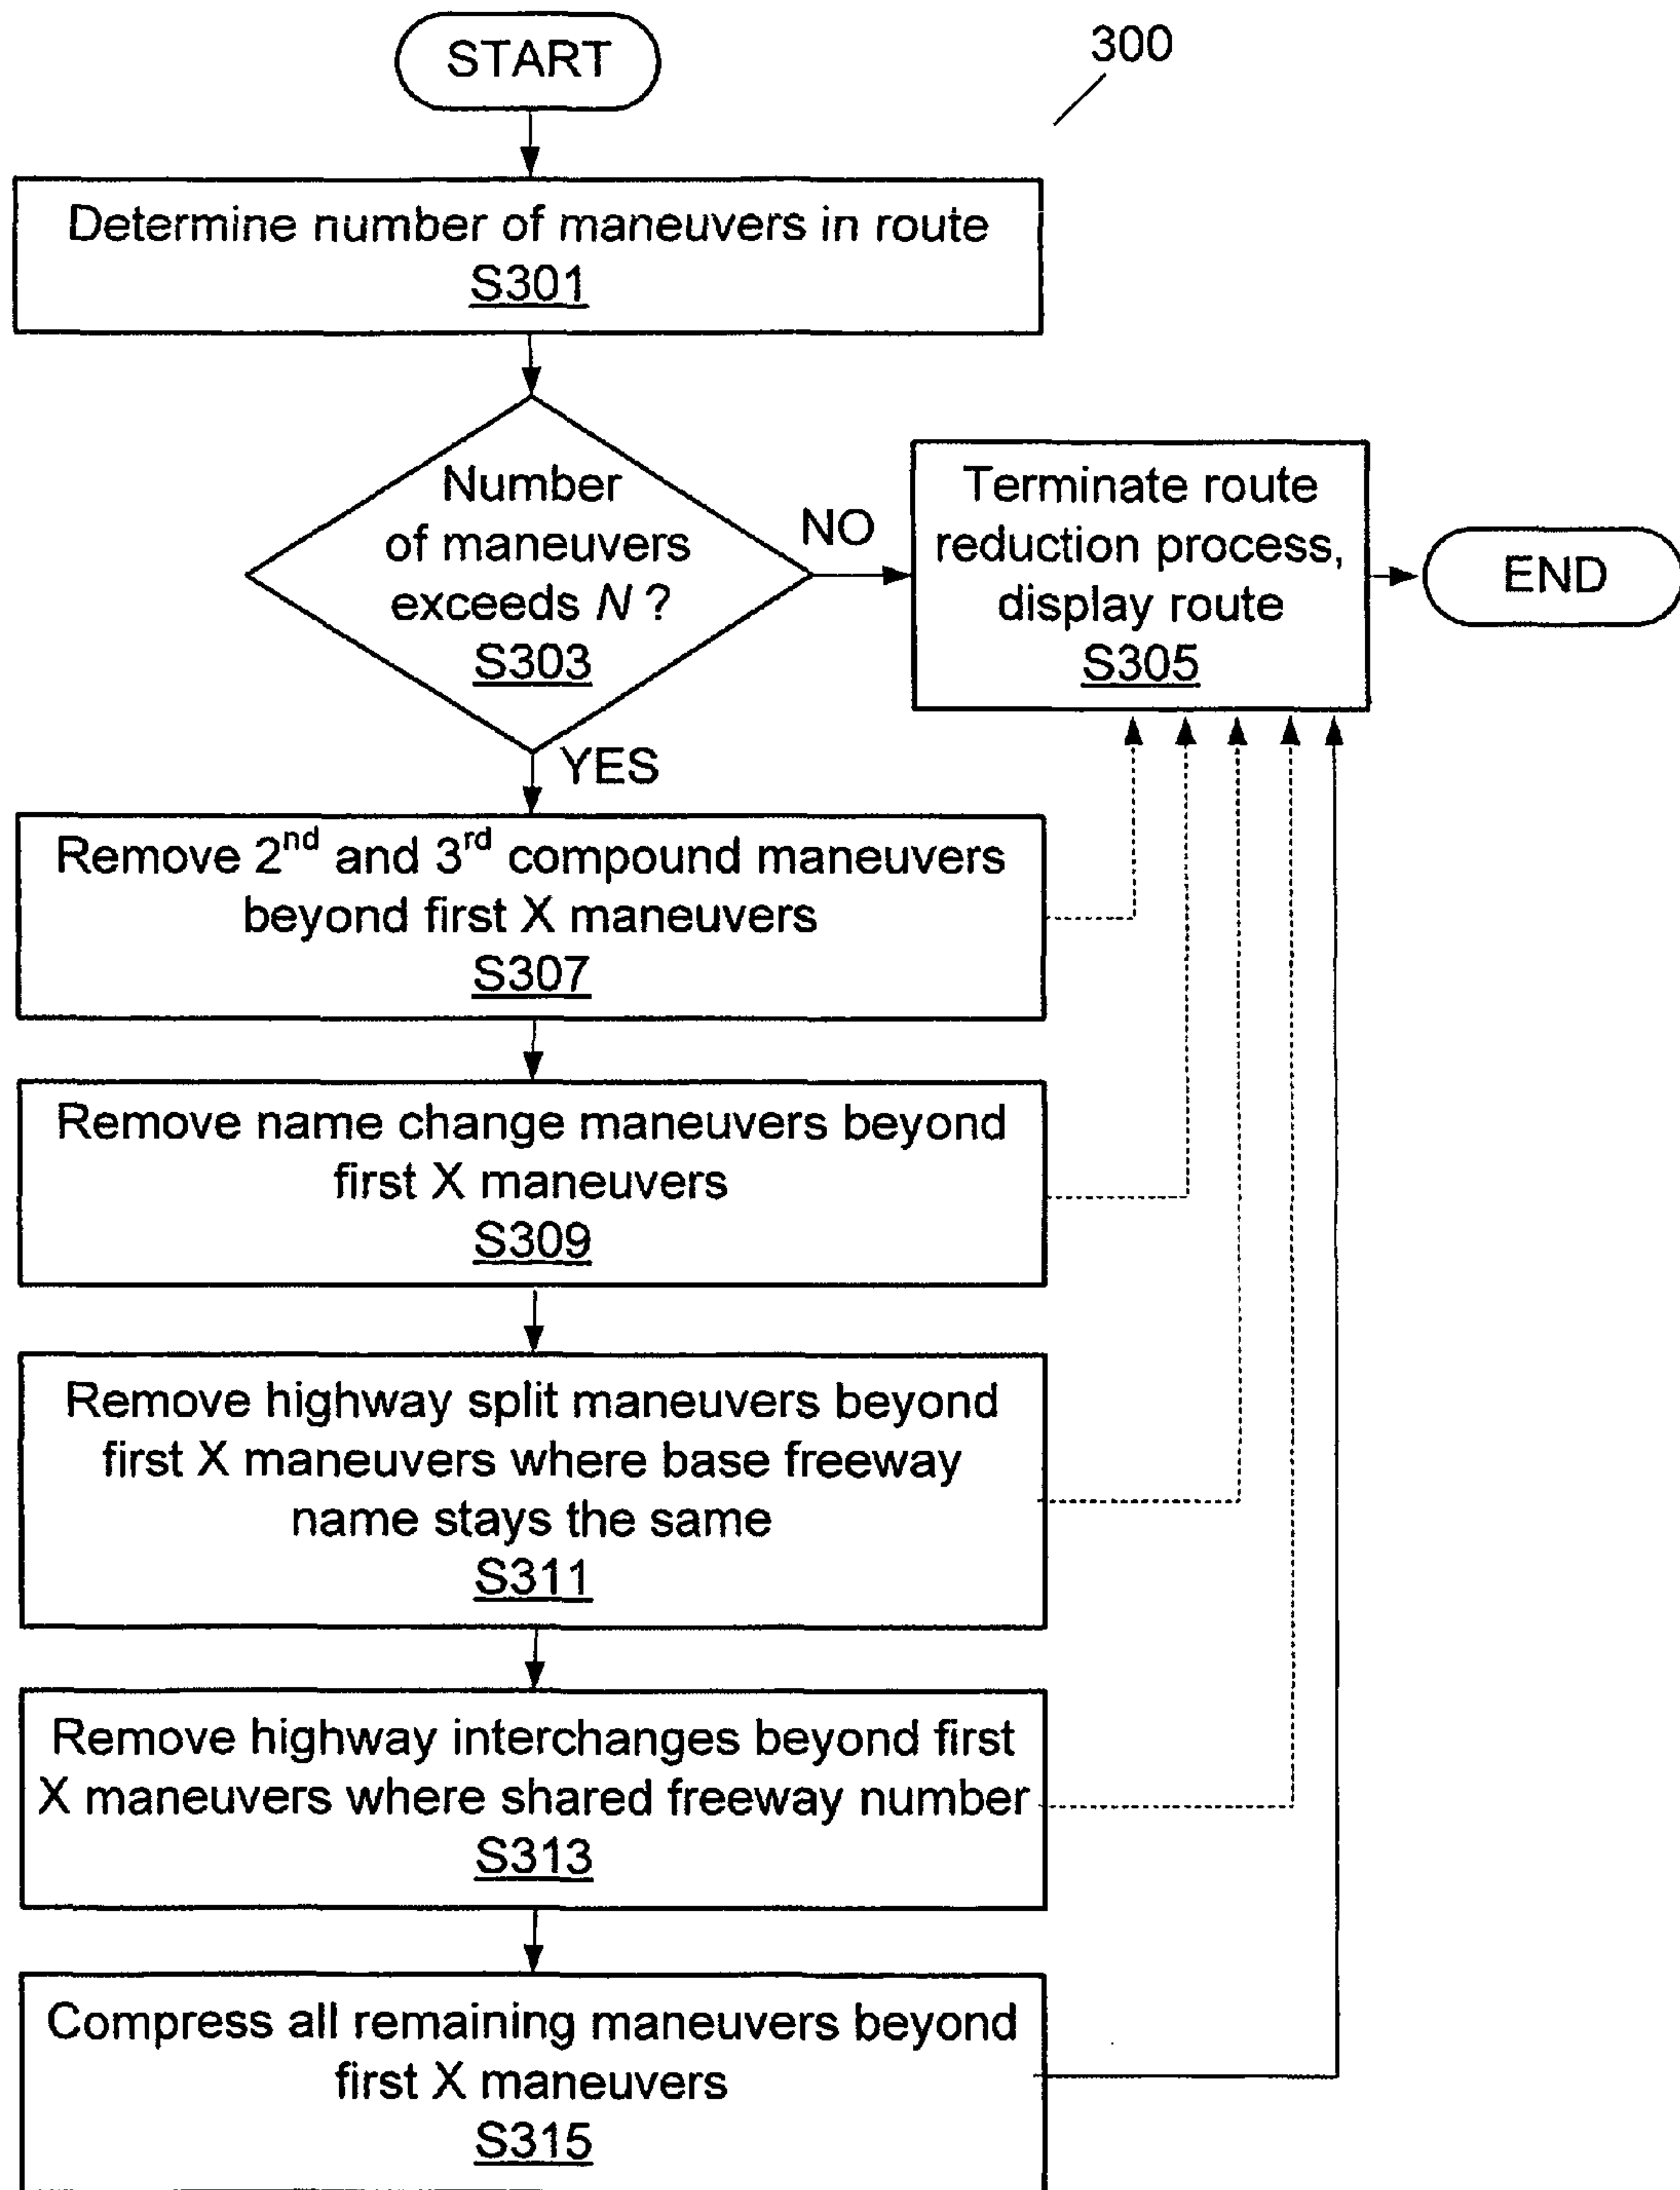 START
300
Determine number of maneuvers in route
S301
Number
of maneuvers
exceeds N ?
S303
NO
Terminate route
reduction process,
display route
S305
END
YES
Remove 2nd and 3rd compound maneuvers
beyond first X maneuvers
S307
Remove name change maneuvers beyond
first X maneuvers
S309
Remove highway split maneuvers beyond
first X maneuvers where base freeway
name stays the same
S311
Remove highway interchanges beyond first
X maneuvers where shared freeway number
S313
Compress all remaining maneuvers beyond
first X maneuvers
S315